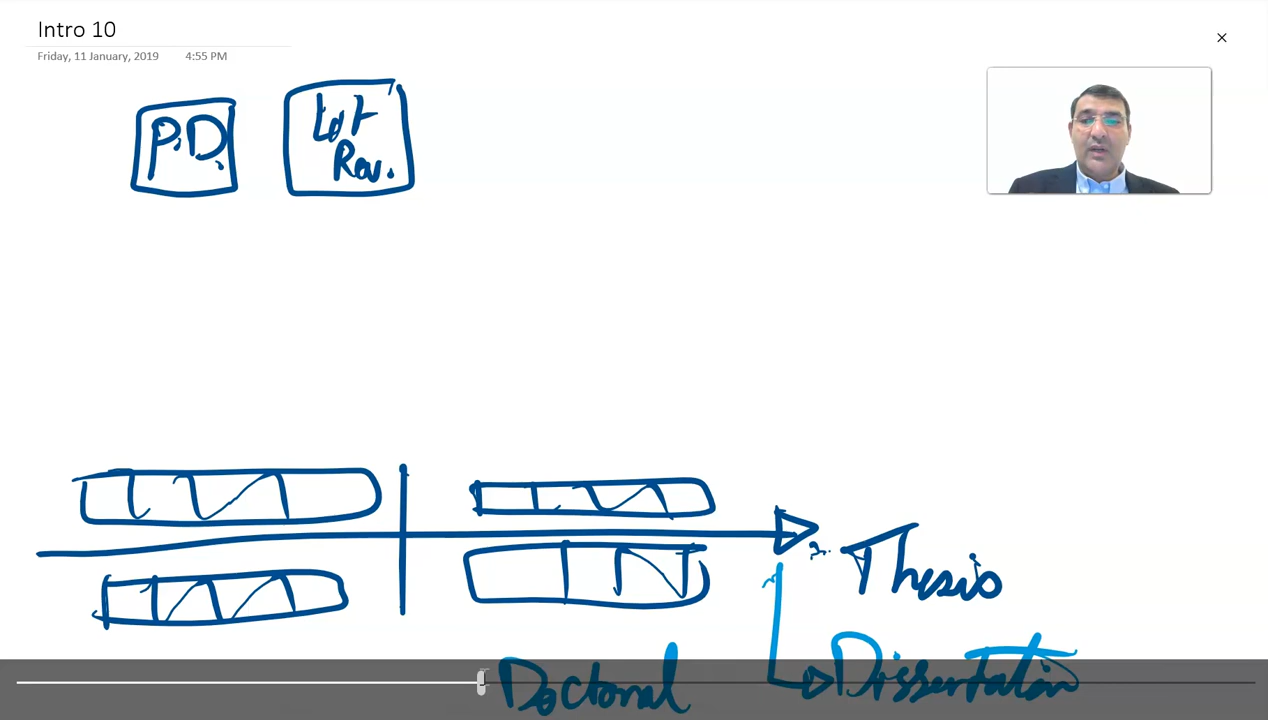 Intro 10
Friday, 11 January, 2019 4:55 PM
P.D.
Lit
Rev.
Thesis
Dissertation
Doctoral